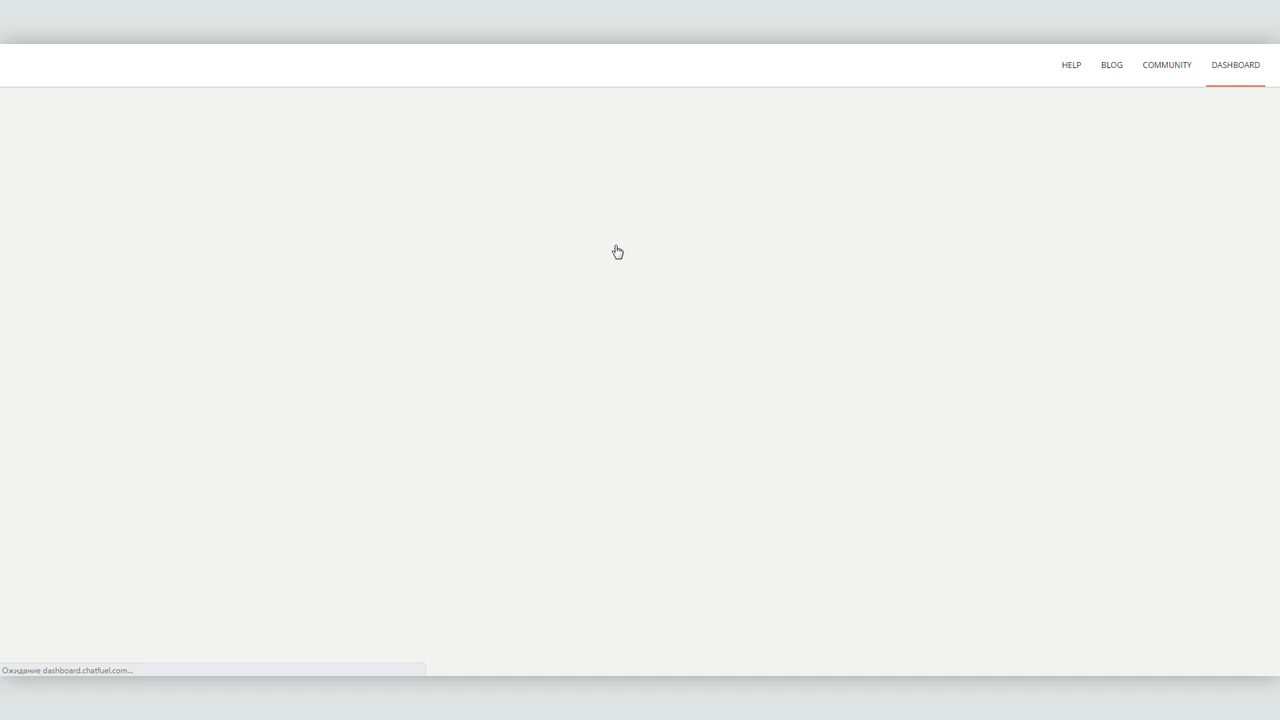 HELP BLOG COMMUNITY DASHBOARD
Ожидание dashboard.chatfuel.com...